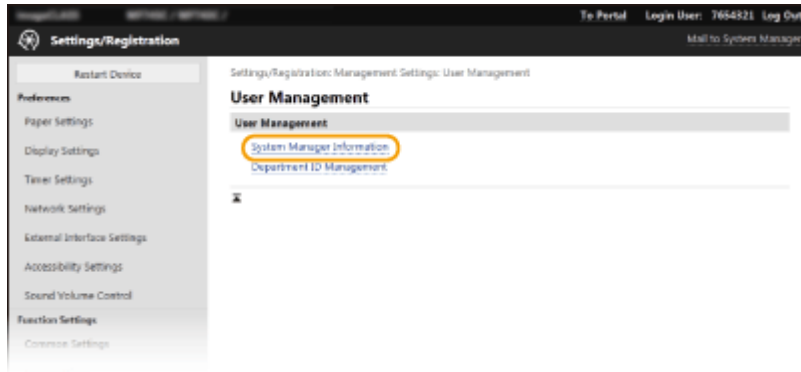 To Portal Login User: 7654321 Log Out
Settings/Registration
Mail to System Manager
Restart Device
Settings/Registration: Management Settings: User Management
Preferences
User Management
Paper Settings
User Management
Display Settings
System Manager Information
Department ID Management
Timer Settings
Network Settings
External Interface Settings
Accessibility Settings
Sound Volume Control
Function Settings
Common Settings